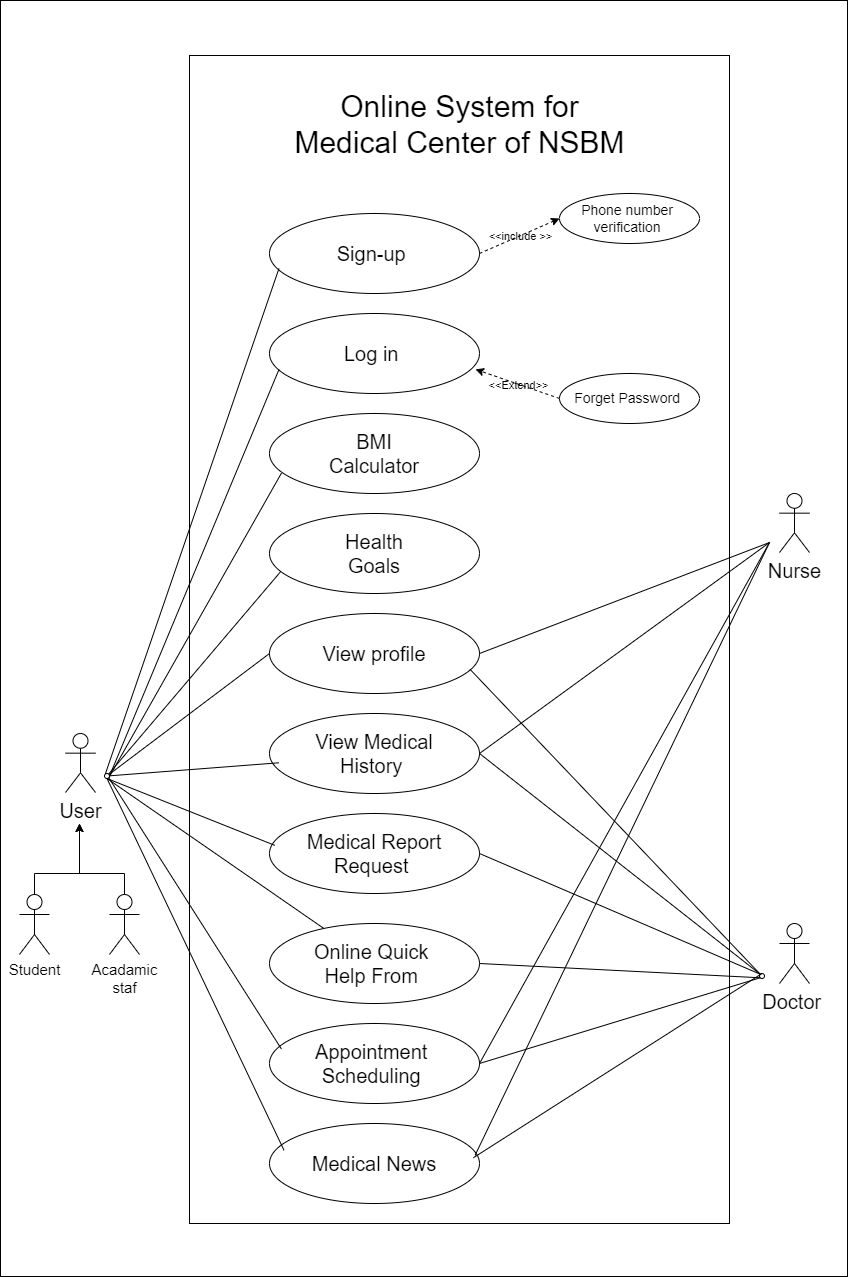 Online System for
Medical Center of NSBM
Phone number
verification
<<include >>
Sign-up
Log in
<<Extend>>
Forget Password
BMI
Calculator
Health
Goals
Nurse
View profile
View Medical
History
User
Medical Report
Request
Student
Acadamic
staf
Online Quick
Help From
Doctor
Appointment
Scheduling
Medical News